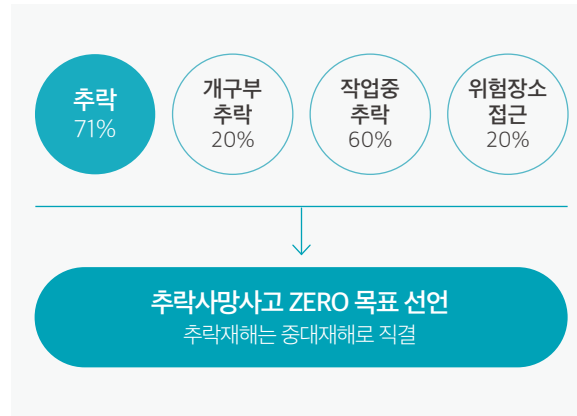 추락
71%
개구부
추락
20%
작업중
추락
60%
위험장소
접근
20%
추락사망사고 ZERO 목표 선언
추락재해는 중대재해로 직결